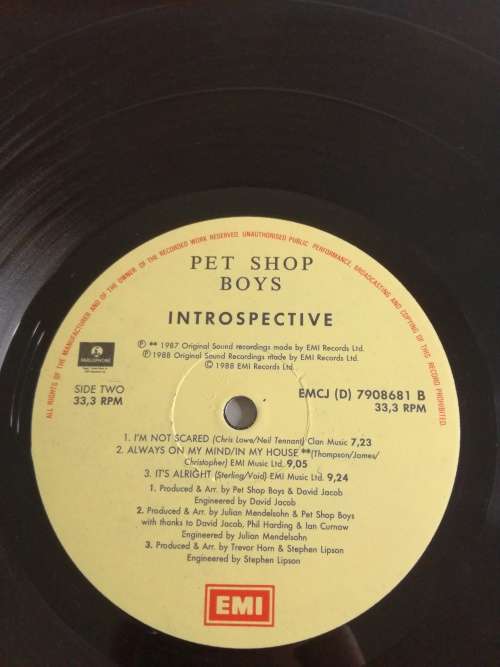 ALL RIGHTS OF THE MANUFACTURER AND OF THE OWNER OF THE RECORDED WORK RESERVED. UNAUTHORISED PUBLIC PERFORMANCE, BROADCASTING AND COPYING OF THIS RECORD PROHIBITED.
PET SHOP
BOYS
INTROSPECTIVE
Ⓟ ** 1987 Original Sound recordings made by EMI Records Ltd.
Ⓟ 1988 Original Sound Recordings made by EMI Records Ltd.
© 1988 EMI Records Ltd.
PARLOPHONE
SIDE TWO
33,3 RPM
EMCJ (D) 7908681 B
33,3 RPM
1. I'M NOT SCARED (Chris Lowe/Neil Tennant) Clan Music 7,23
2. ALWAYS ON MY MIND/IN MY HOUSE **(Thompson/James/
Christopher) EMI Music Ltd. 9,05
3. IT'S ALRIGHT (Sterling/Void) EMI Music Ltd. 9,24
1. Produced & Arr. by Pet Shop Boys & David Jacob
Engineered by David Jacob
2. Produced & Arr. by Julian Mendelsohn & Pet Shop Boys
with thanks to David Jacob, Phil Harding & Ian Curnow
Engineered by Julian Mendelsohn
3. Produced & Arr. by Trevor Horn & Stephen Lipson
Engineered by Stephen Lipson
EMI